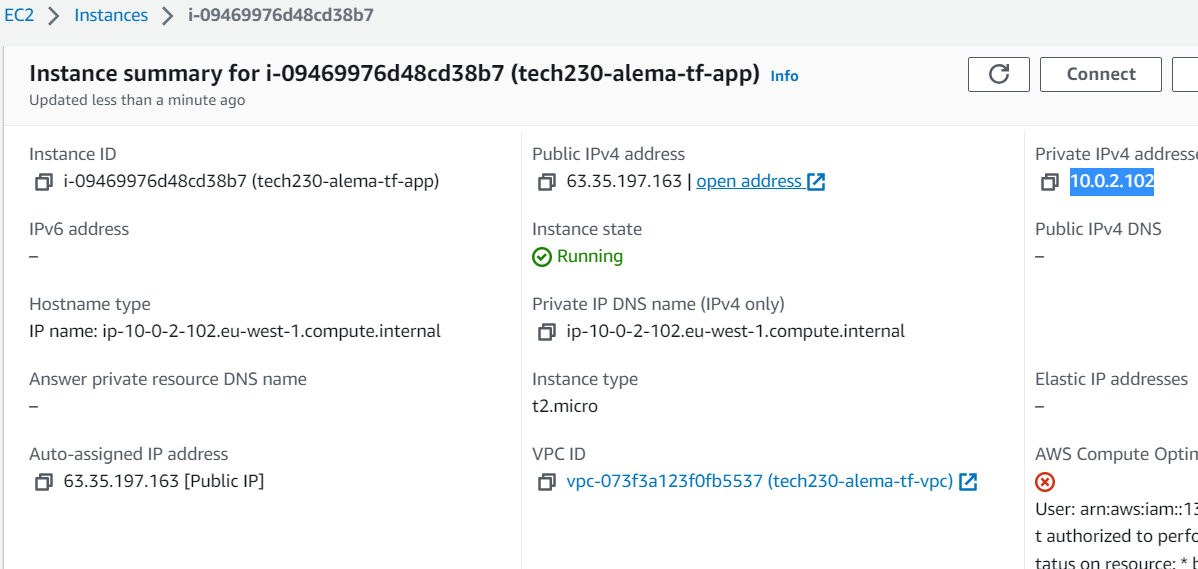 EC2 > Instances > i-09469976d48cd38b7
Instance summary for i-09469976d48cd38b7 (tech230-alema-tf-app) Info
Connect
Updated less than a minute ago
Instance ID
i-09469976d48cd38b7 (tech230-alema-tf-app)
Public IPv4 address
63.35.197.163 | open address
Private IPv4 addresse
10.0.2.102
IPv6 address
–
Instance state
Running
Public IPv4 DNS
–
Hostname type
IP name: ip-10-0-2-102.eu-west-1.compute.internal
Private IP DNS name (IPv4 only)
ip-10-0-2-102.eu-west-1.compute.internal
Answer private resource DNS name
–
Instance type
t2.micro
Elastic IP addresses
–
Auto-assigned IP address
63.35.197.163 [Public IP]
VPC ID
vpc-073f3a123f0fb5537 (tech230-alema-tf-vpc)
AWS Compute Optim
User: arn:aws:iam::13
t authorized to perfo
tatus on resource: * b